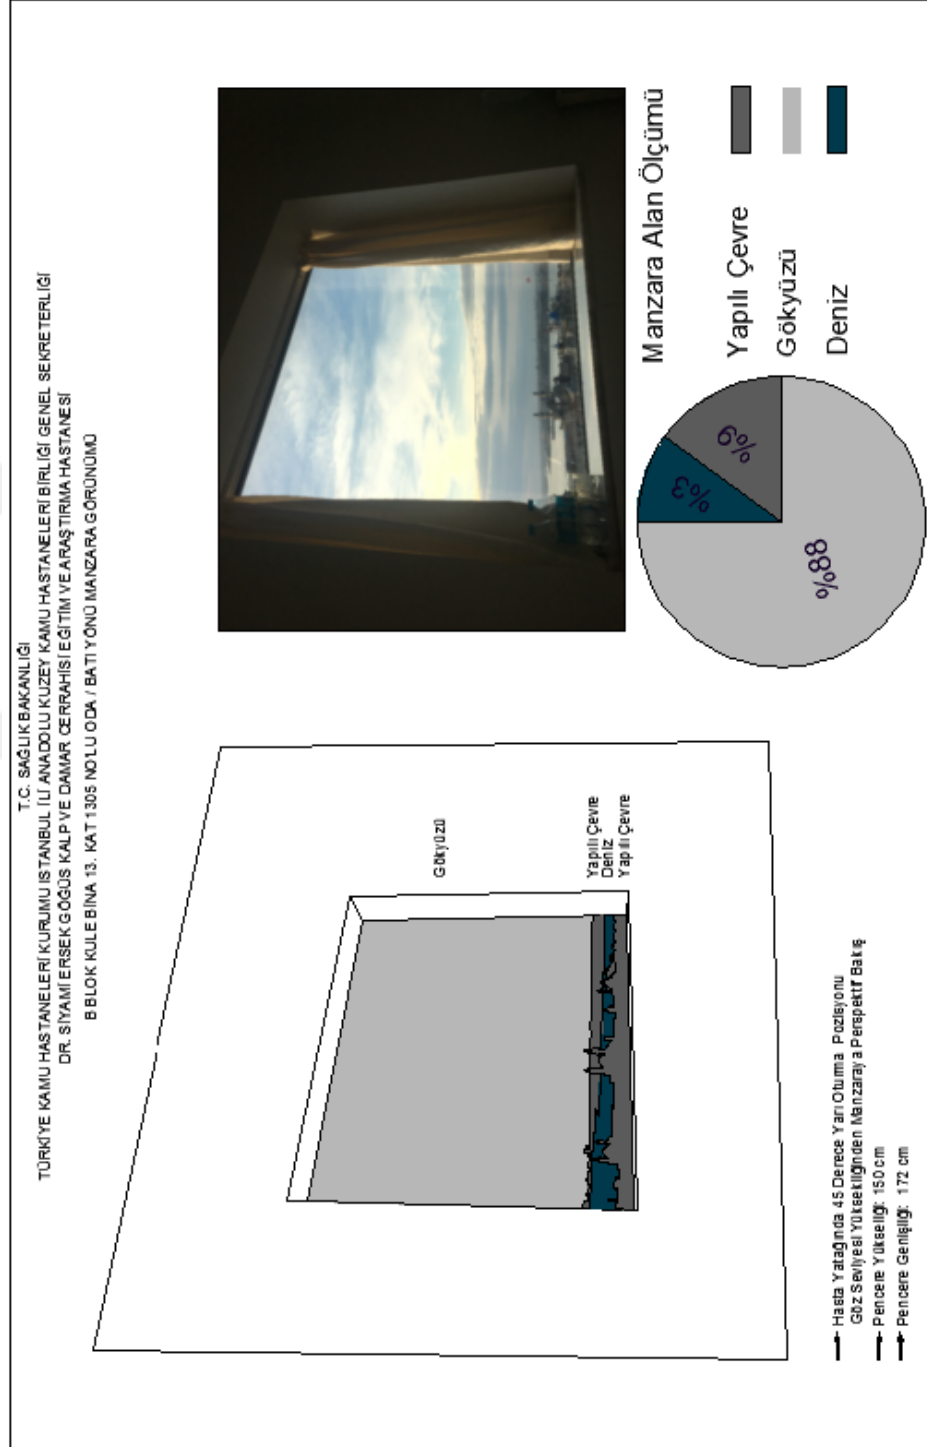 T.C. SAĞLIK BAKANLIĞI
TÜRKİYE KAMU HASTANELERİ KURUMU İSTANBUL İLİ ANADOLU KUZEY KAMU HASTANELERİ BİRLİĞİ GENEL SEKRETERLİĞİ
DR. SİYAMİ ERSEK GÖĞÜS KALP VE DAMAR CERRAHİSİ EĞİTİM VE ARAŞTIRMA HASTANESİ
B BLOK KULE BİNA 13. KAT 1305 NO'LU ODA / BATI YÖNÜ MANZARA GÖRÜNÜMÜ
Gökyüzü
Yapılı Çevre
Deniz
Yapılı Çevre
Hasta Yatağında 45 Derece Yarı Oturma Pozisyonu
Göz Seviyesi Yüksekliğinden Manzaraya Perspektif Bakış
Pencere Yüksekliği: 150 cm
Pencere Genişliği: 172 cm
Manzara Alan Ölçümü
Yapılı Çevre
Gökyüzü
Deniz
%3
%9
%88